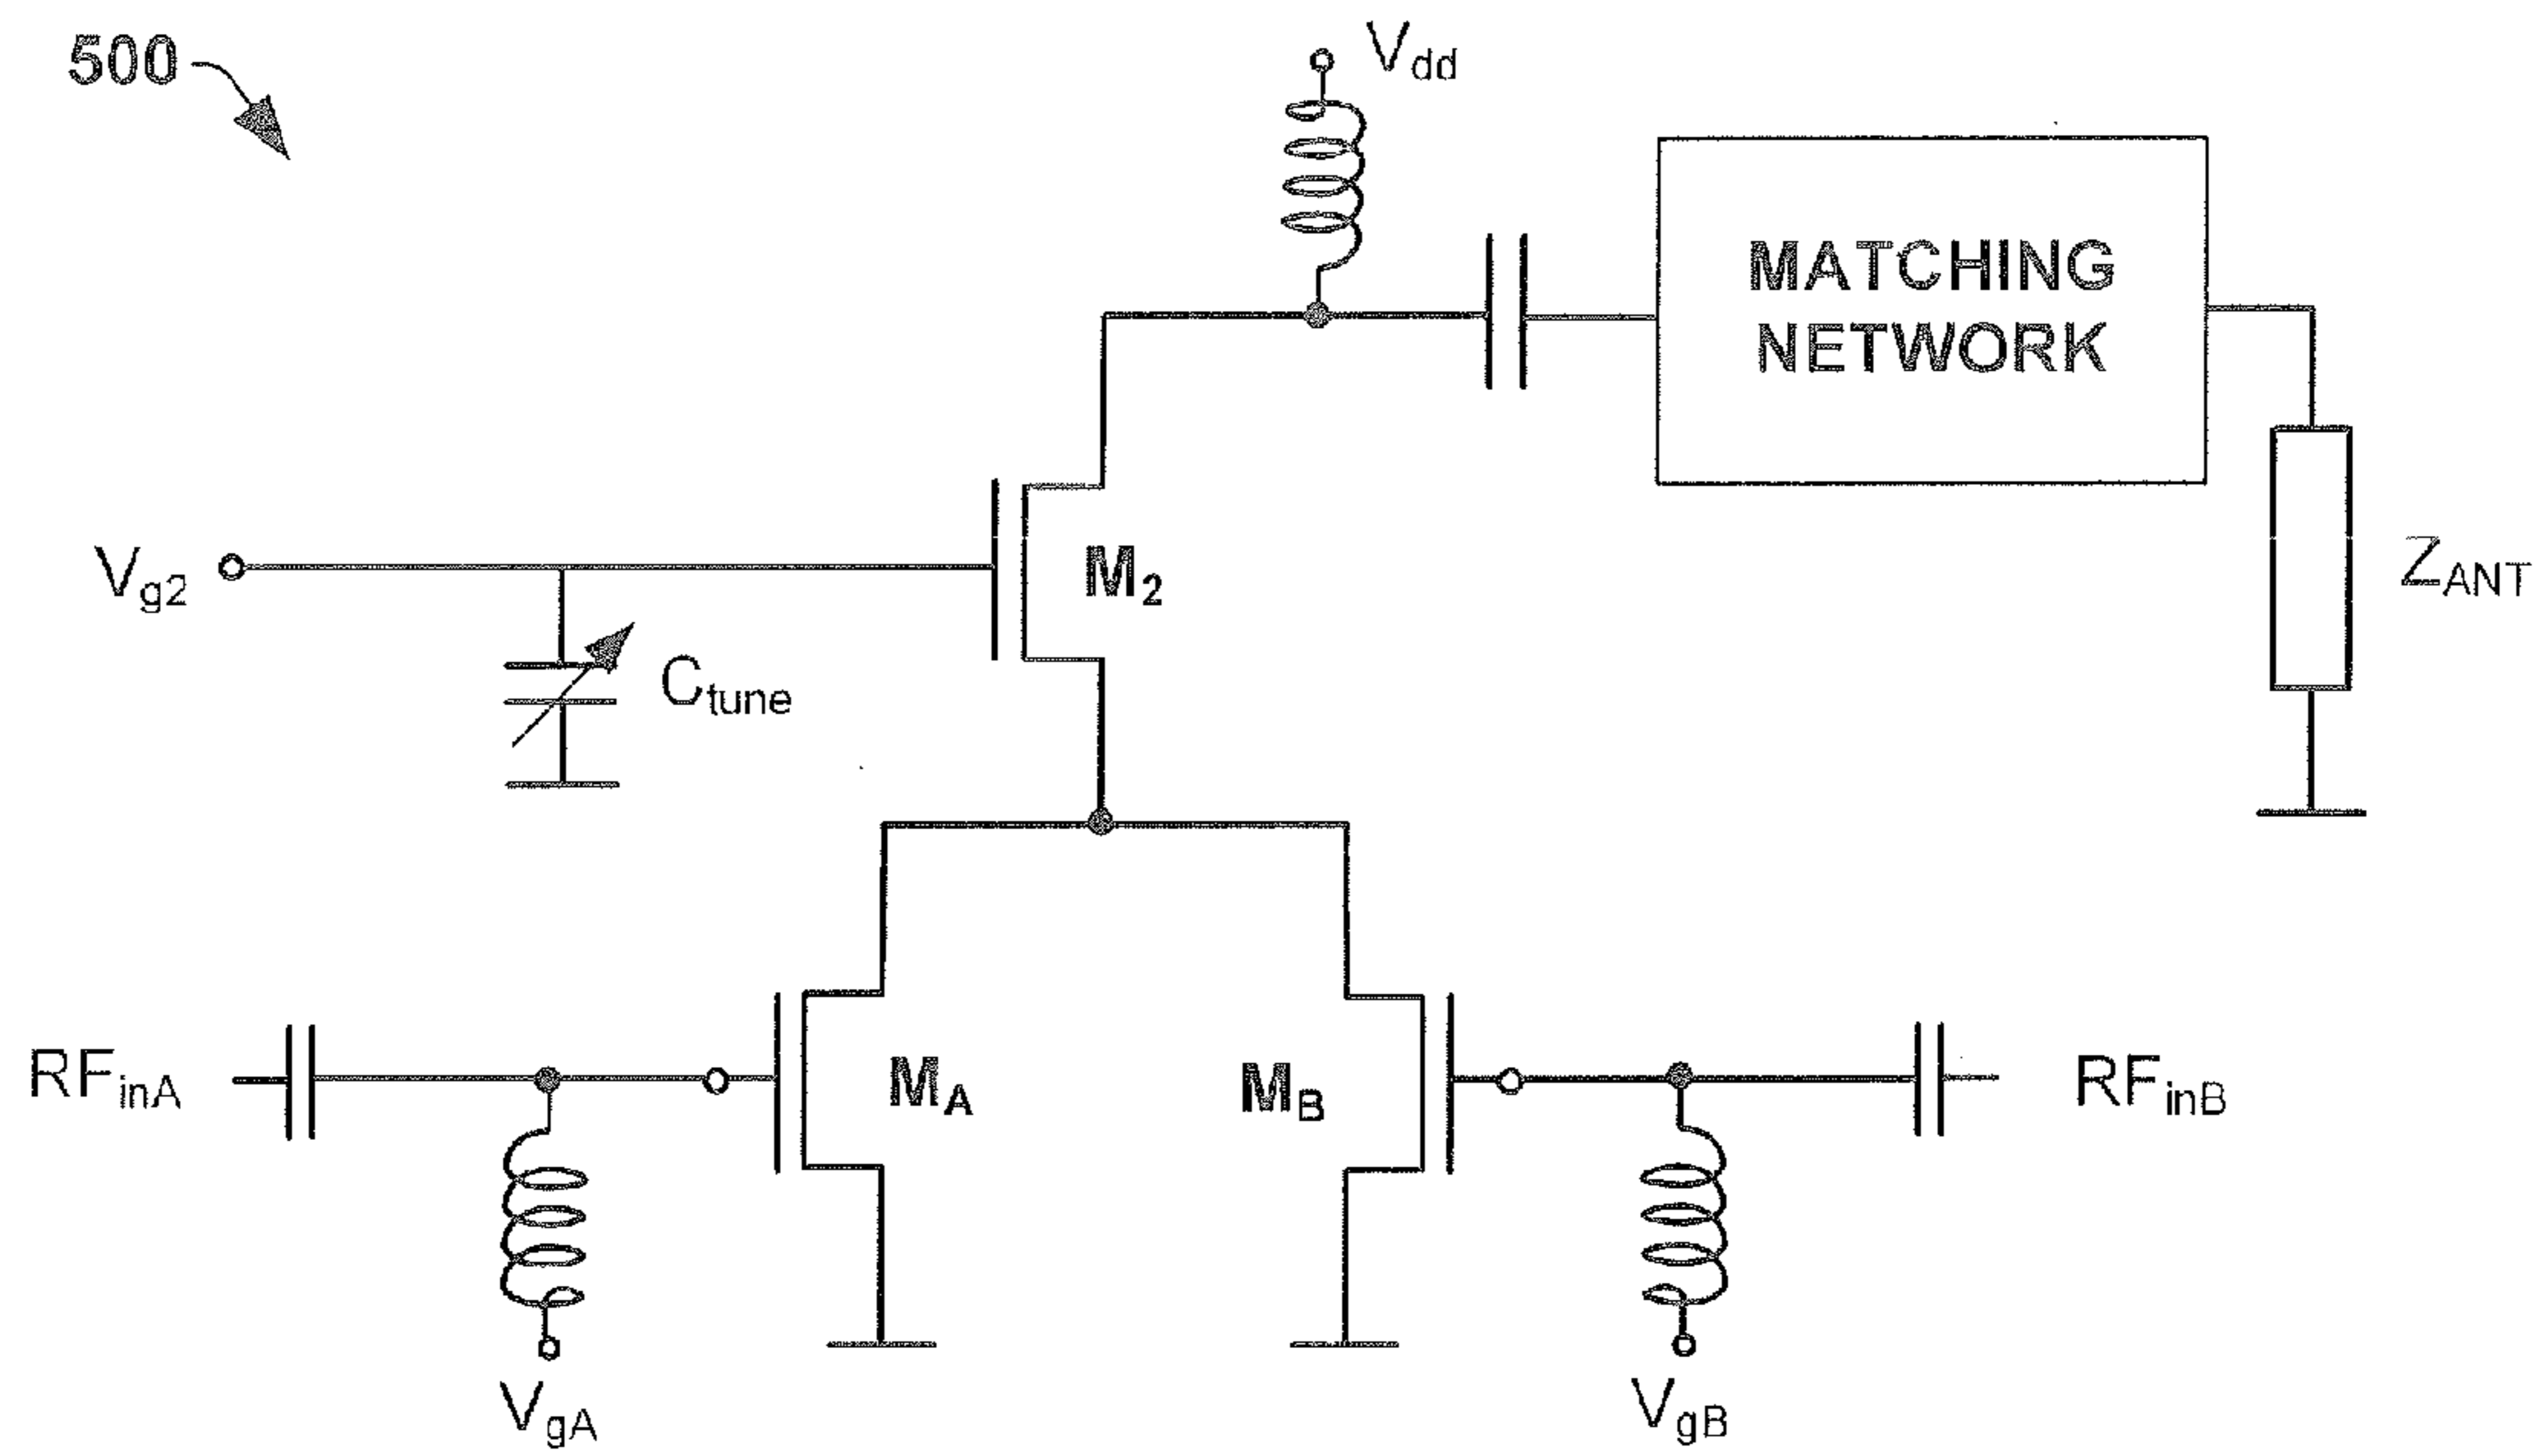 500
Vdd
MATCHING
NETWORK
Vg2
M2
ZANT
Ctune
RFinA
MA
MB
RFinB
VgA
VgB